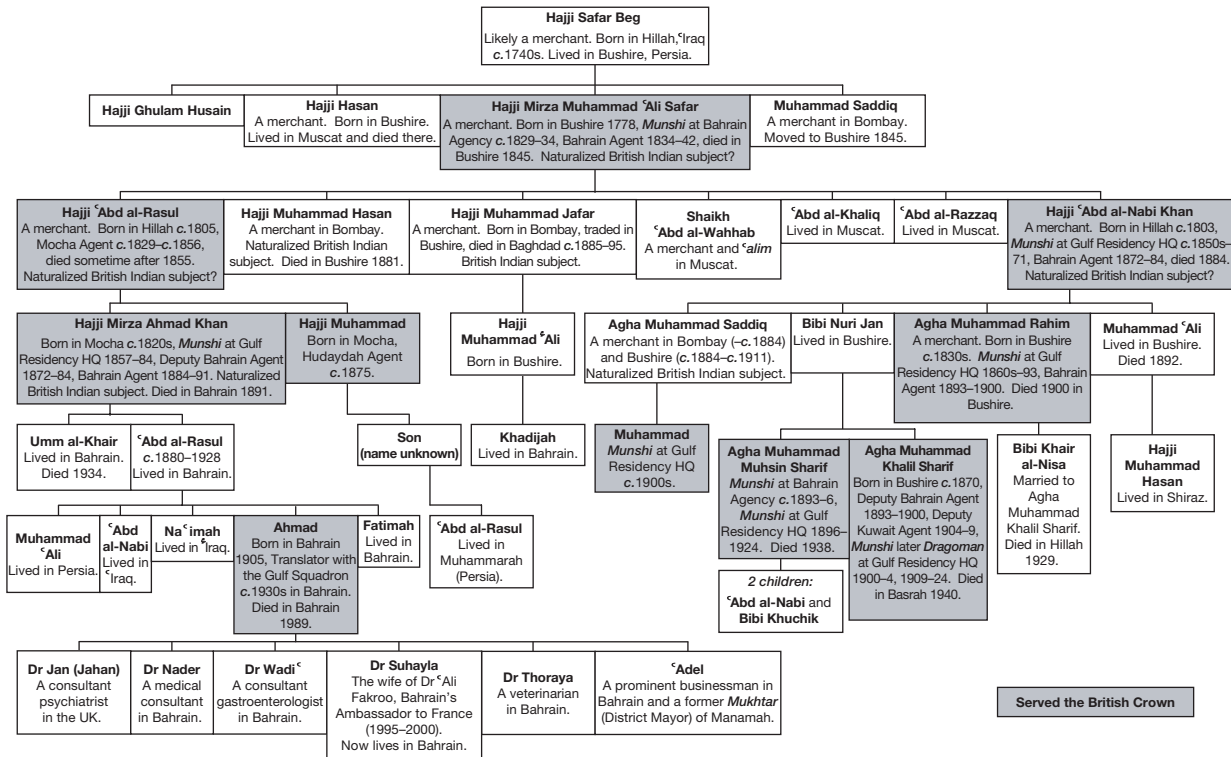 Hajji Safar Beg
Likely a merchant. Born in Hillah, ʿIraq
c.1740s. Lived in Bushire, Persia.
Hajji Ghulam Husain
Hajji Hasan
A merchant. Born in Bushire.
Lived in Muscat and died there.
Hajji Mirza Muhammad ʿAli Safar
A merchant. Born in Bushire 1778, Munshi at Bahrain
Agency c.1829–34, Bahrain Agent 1834–42, died in
Bushire 1845. Naturalized British Indian subject?
Muhammad Saddiq
A merchant in Bombay.
Moved to Bushire 1845.
Hajji ʿAbd al-Rasul
A merchant. Born in Hillah c.1805,
Mocha Agent c.1829–c.1856,
died sometime after 1855.
Naturalized British Indian subject?
Hajji Muhammad Hasan
A merchant in Bombay.
Naturalized British Indian
subject. Died in Bushire 1881.
Hajji Muhammad Jafar
A merchant. Born in Bombay, traded in
Bushire, died in Baghdad c.1885–95.
British Indian subject.
Shaikh
ʿAbd al-Wahhab
A merchant and ʿalim
in Muscat.
ʿAbd al-Khaliq
Lived in Muscat.
ʿAbd al-Razzaq
Lived in Muscat.
Hajji ʿAbd al-Nabi Khan
A merchant. Born in Hillah c.1803,
Munshi at Gulf Residency HQ c.1850s–
71, Bahrain Agent 1872–84, died 1884.
Naturalized British Indian subject?
Hajji Mirza Ahmad Khan
Born in Mocha c.1820s, Munshi at Gulf
Residency HQ 1857–84, Deputy Bahrain Agent
1872–84, Bahrain Agent 1884–91. Naturalized
British Indian subject. Died in Bahrain 1891.
Hajji Muhammad
Born in Mocha,
Hudaydah Agent
c.1875.
Hajji
Muhammad ʿAli
Born in Bushire.
Agha Muhammad Saddiq
A merchant in Bombay (–c.1884)
and Bushire (c.1884–c.1911).
Naturalized British Indian subject.
Bibi Nuri Jan
Lived in Bushire.
Agha Muhammad Rahim
A merchant. Born in Bushire
c.1830s. Munshi at Gulf
Residency HQ 1860s–93, Bahrain
Agent 1893–1900. Died 1900 in
Bushire.
Muhammad ʿAli
Lived in Bushire.
Died 1892.
Umm al-Khair
Lived in Bahrain.
Died 1934.
ʿAbd al-Rasul
c.1880–1928
Lived in Bahrain.
Son
(name unknown)
Khadijah
Lived in Bahrain.
Muhammad
Munshi at Gulf
Residency HQ
c.1900s.
Agha Muhammad
Muhsin Sharif
Munshi at Bahrain
Agency c.1893–6,
Munshi at Gulf
Residency HQ 1896–
1924. Died 1938.
Agha Muhammad
Khalil Sharif
Born in Bushire c.1870,
Deputy Bahrain Agent
1893–1900, Deputy
Kuwait Agent 1904–9,
Munshi later Dragoman
at Gulf Residency HQ
1900–4, 1909–24. Died
in Basrah 1940.
Bibi Khair
al-Nisa
Married to
Agha
Muhammad
Khalil Sharif.
Died in Hillah
1929.
Hajji
Muhammad
Hasan
Lived in Shiraz.
Muhammad
ʿAli
Lived in Persia.
ʿAbd
al-Nabi
Lived in
ʿIraq.
Naʿimah
Lived in ʿIraq.
Ahmad
Born in Bahrain
1905, Translator with
the Gulf Squadron
c.1930s in Bahrain.
Died in Bahrain
1989.
Fatimah
Lived in
Bahrain.
ʿAbd al-Rasul
Lived in
Muhammarah
(Persia).
2 children:
ʿAbd al-Nabi and
Bibi Khuchik
Dr Jan (Jahan)
A consultant
psychiatrist
in the UK.
Dr Nader
A medical
consultant
in Bahrain.
Dr Wadiʿ
A consultant
gastroenterologist
in Bahrain.
Dr Suhayla
The wife of Dr ʿAli
Fakroo, Bahrain's
Ambassador to France
(1995–2000).
Now lives in Bahrain.
Dr Thoraya
A veterinarian
in Bahrain.
ʿAdel
A prominent businessman in
Bahrain and a former Mukhtar
(District Mayor) of Manamah.
Served the British Crown